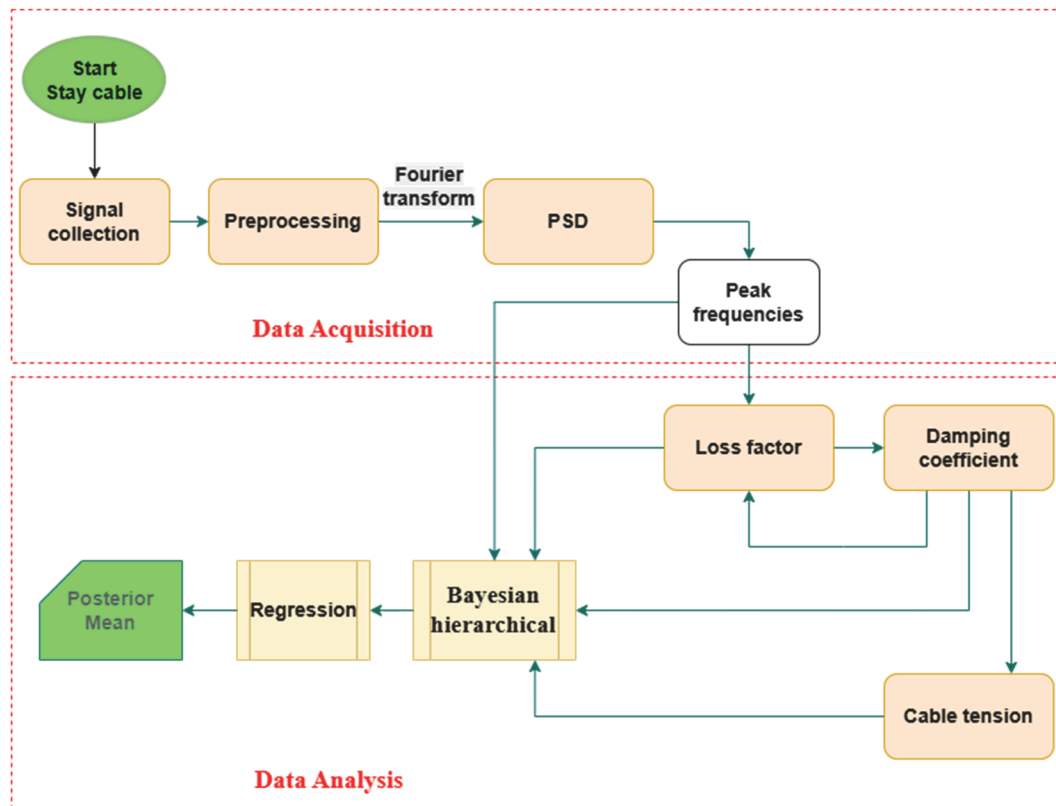 Start
Stay cable
Signal
collection
Preprocessing
Fourier
transform
PSD
Peak
frequencies
Data Acquisition
Loss factor
Damping
coefficient
Posterior
Mean
Regression
Bayesian
hierarchical
Cable tension
Data Analysis